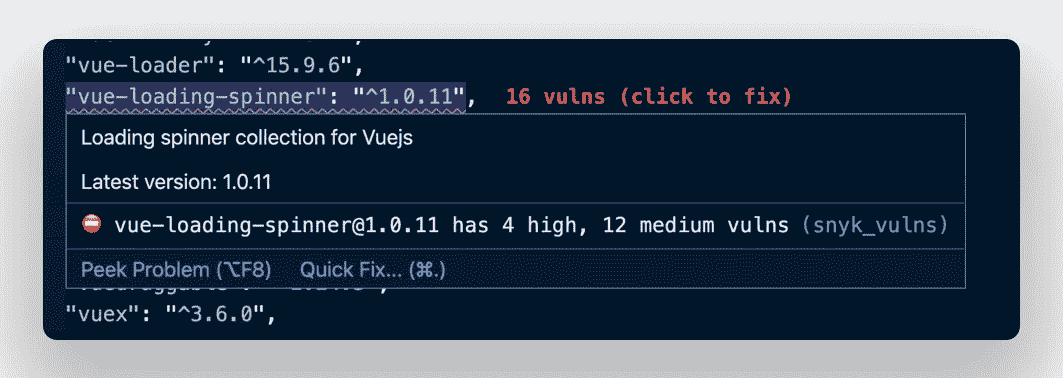 "vue-loader": "^15.9.6",
"vue-loading-spinner": "^1.0.11", 16 vulns (click to fix)
Loading spinner collection for Vuejs
Latest version: 1.0.11
⛔ vue-loading-spinner@1.0.11 has 4 high, 12 medium vulns (snyk_vulns)
Peek Problem (⌥F8) Quick Fix... (⌘.)
"vuex": "^3.6.0",